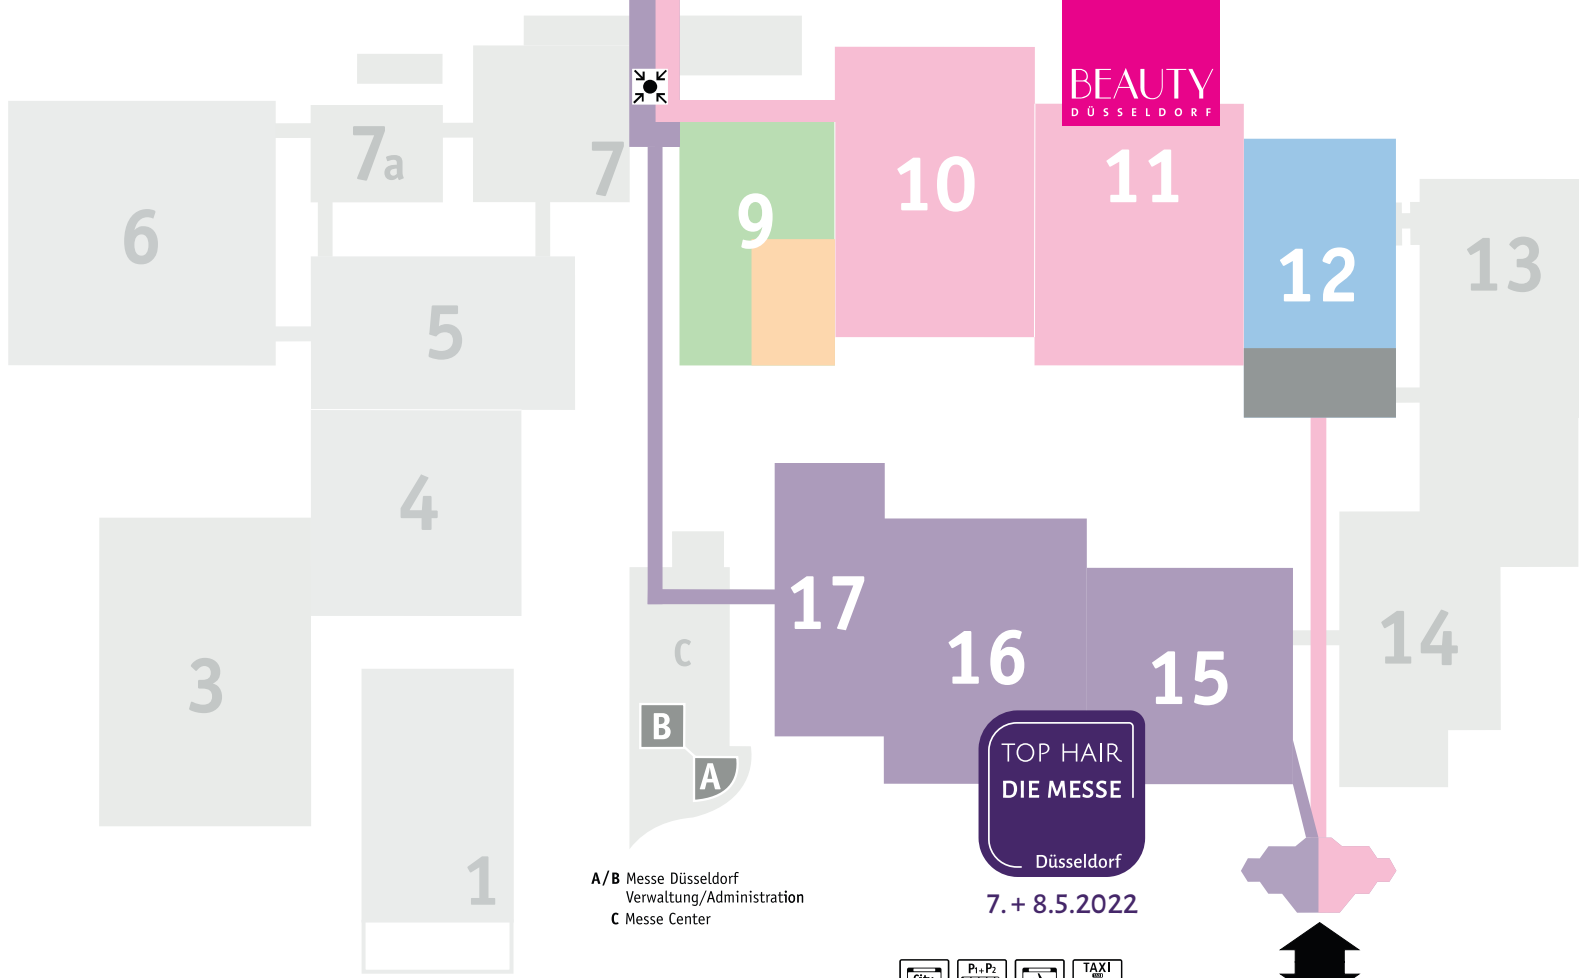 BEAUTY
DÜSSELDORF
6
7a
7
9
10
11
12
13
5
4
3
17
16
15
14
C
B
A
1
TOP HAIR
DIE MESSE
Düsseldorf
7. + 8.5.2022
A/B Messe Düsseldorf
Verwaltung/Administration
C Messe Center
P1+P2
TAXI